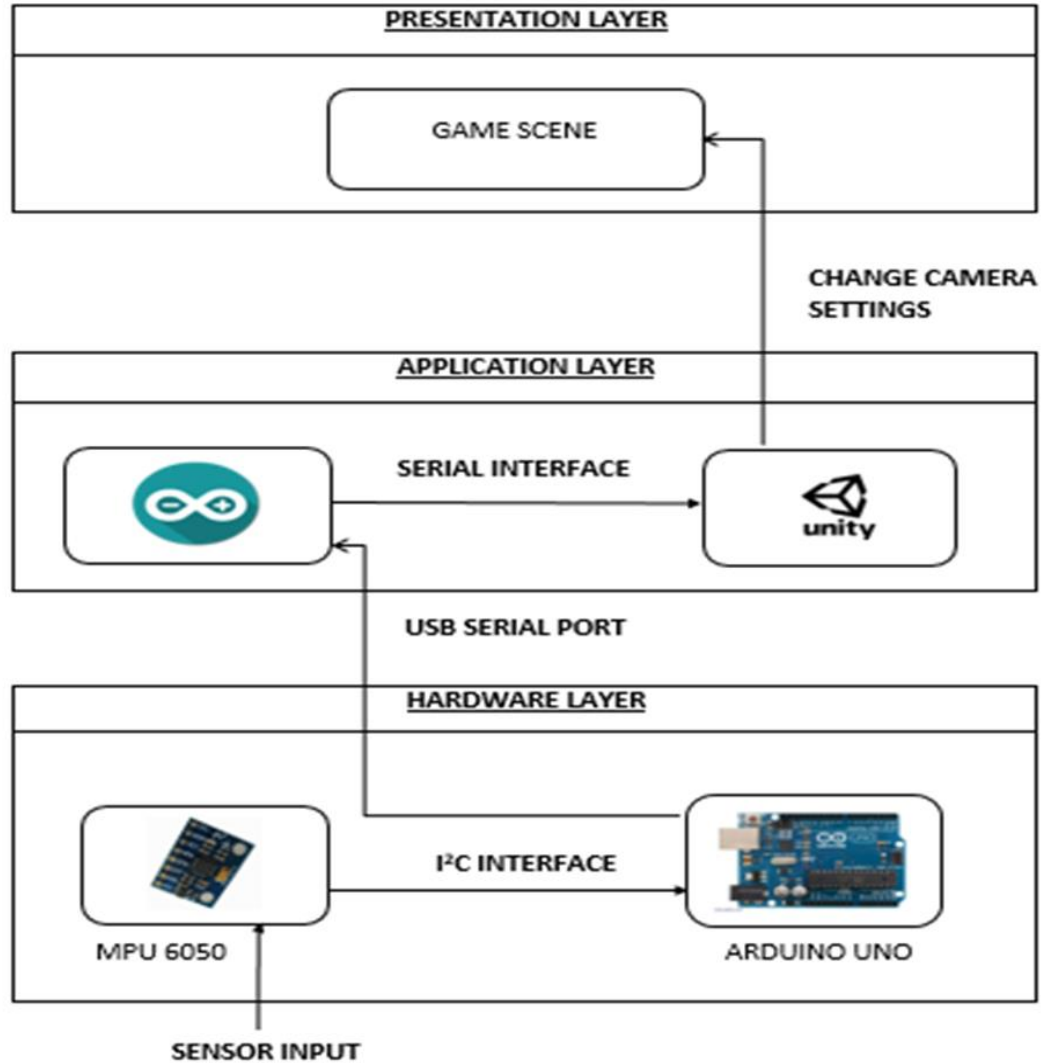 PRESENTATION LAYER
GAME SCENE
CHANGE CAMERA
SETTINGS
APPLICATION LAYER
SERIAL INTERFACE
unity
USB SERIAL PORT
HARDWARE LAYER
I²C INTERFACE
MPU 6050
ARDUINO UNO
SENSOR INPUT